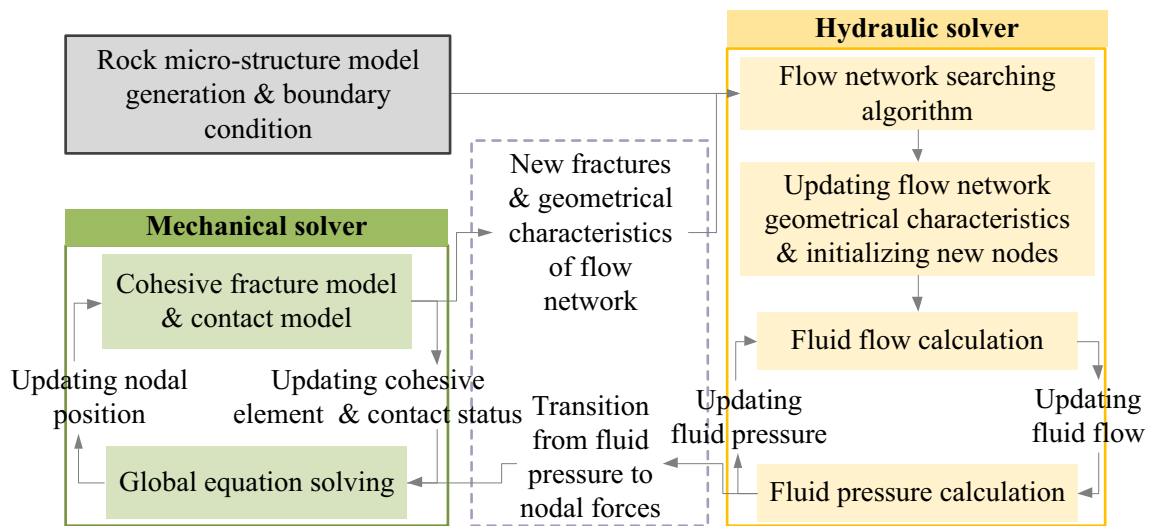 Rock micro-structure model
generation & boundary
condition
Hydraulic solver
Flow network searching
algorithm
Updating flow network
geometrical characteristics
& initializing new nodes
Fluid flow calculation
Updating
fluid pressure
Updating
fluid flow
Fluid pressure calculation
New fractures
& geometrical
characteristics
of flow
network
Transition
from fluid
pressure to
nodal forces
Mechanical solver
Cohesive fracture model
& contact model
Updating nodal
position
Updating cohesive
element & contact status
Global equation solving